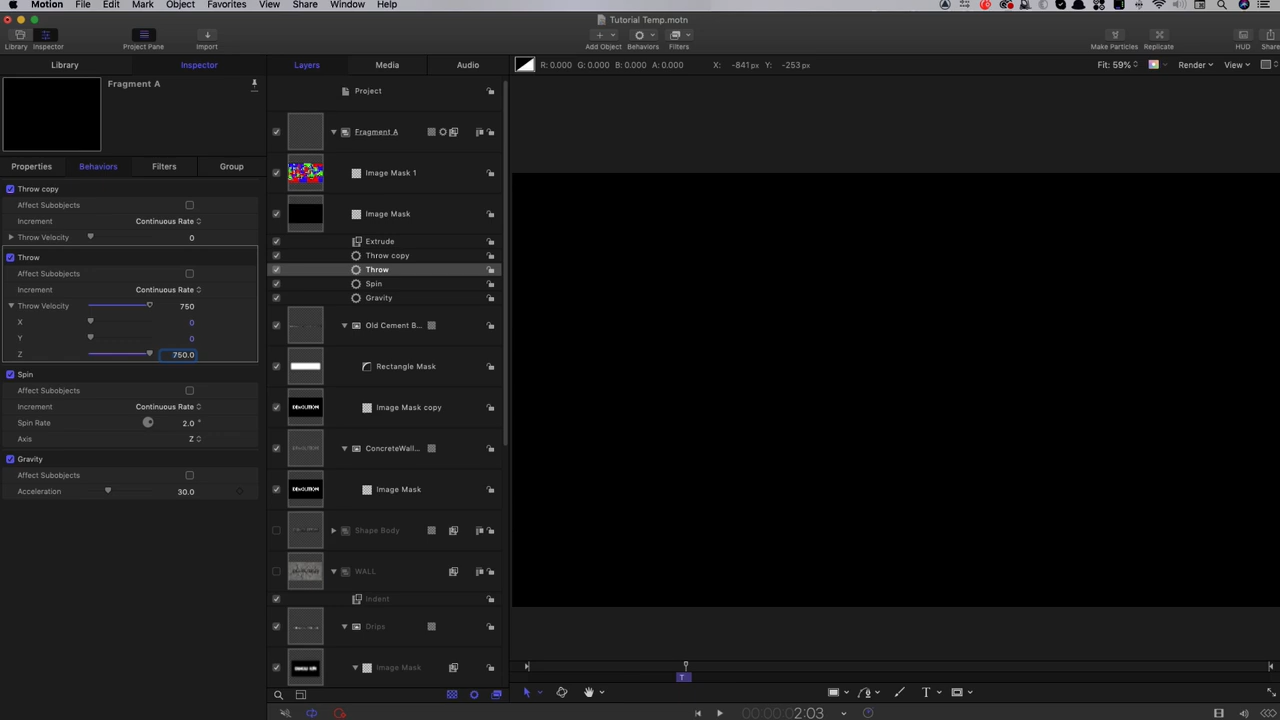 Motion File Edit Mark Object Favorites View Share Window Help
Tutorial Temp.motn
Library Inspector Project Pane Import Add Object Behaviors Filters Make Particles Replicate HUD Share
Library Inspector Layers Media Audio R: 0.000 G: 0.000 B: 0.000 A: 0.000 X: -841 px Y: -253 px Fit: 59% Render View
Fragment A
Properties Behaviors Filters Group
Throw copy
Affect Subobjects
Increment Continuous Rate
Throw Velocity 0
Throw
Affect Subobjects
Increment Continuous Rate
Throw Velocity 750
X 0
Y 0
Z 750.0
Spin
Affect Subobjects
Increment Continuous Rate
Spin Rate 2.0 °
Axis Z
Gravity
Affect Subobjects
Acceleration 30.0
Project
Fragment A
Image Mask 1
Image Mask
Extrude
Throw copy
Throw
Spin
Gravity
Old Cement B...
Rectangle Mask
DEMOLITION Image Mask copy
ConcreteWall...
DEMOLITION Image Mask
Shape Body
WALL
Indent
Drips
Image Mask
T
T
00:00:02:03